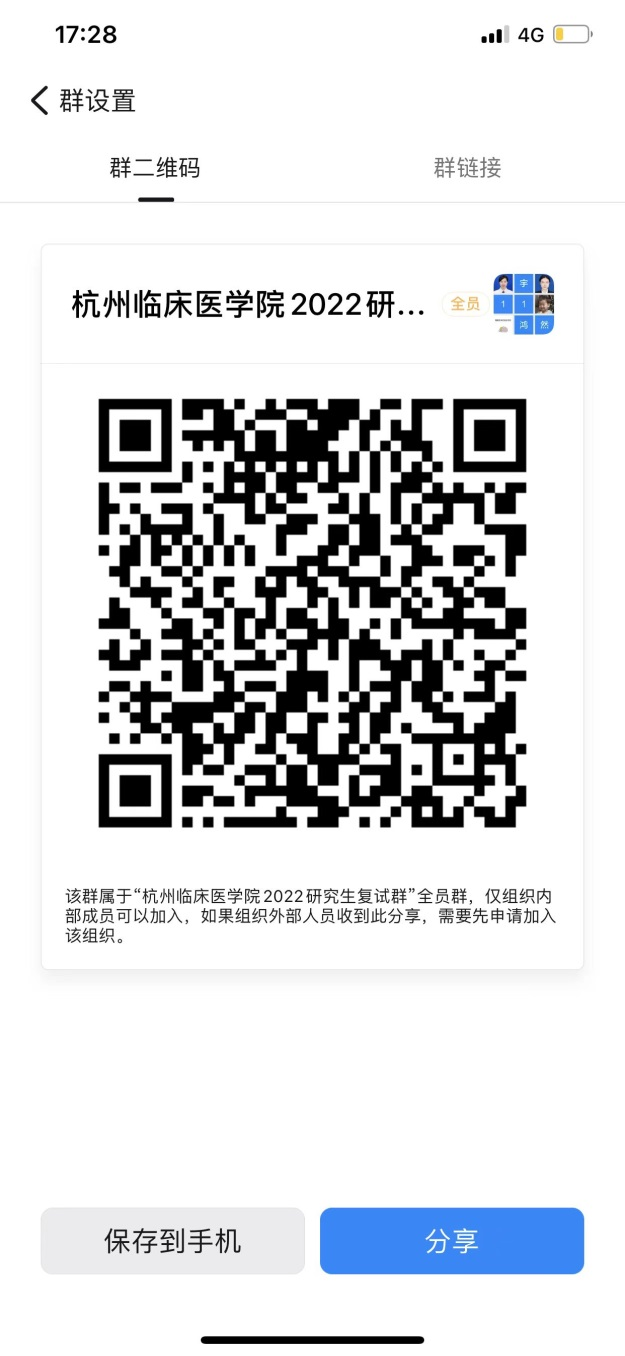 17:28
4G
群设置
群二维码
群链接
杭州临床医学院2022研...
全员
宇
1
1
鸿
然
该群属于“杭州临床医学院2022研究生复试群”全员群，仅组织内
部成员可以加入，如果组织外部人员收到此分享，需要先申请加入
该组织。
保存到手机
分享